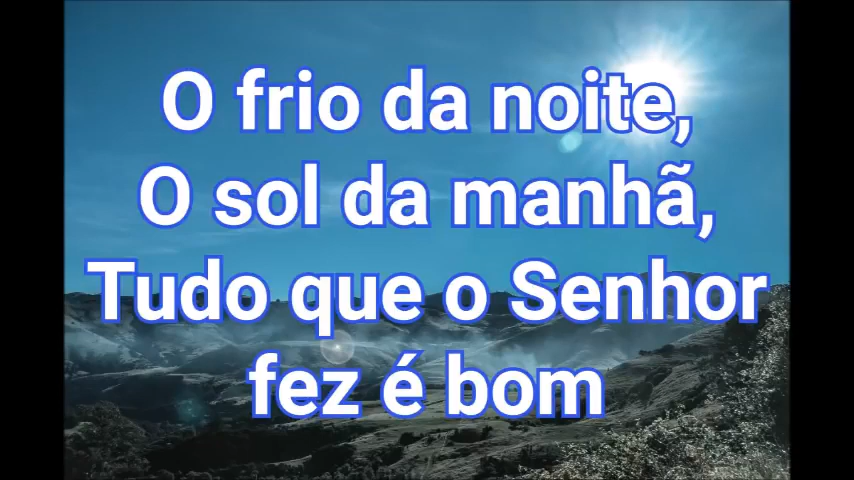 O frio da noite,
O sol da manhã,
Tudo que o Senhor
fez é bom